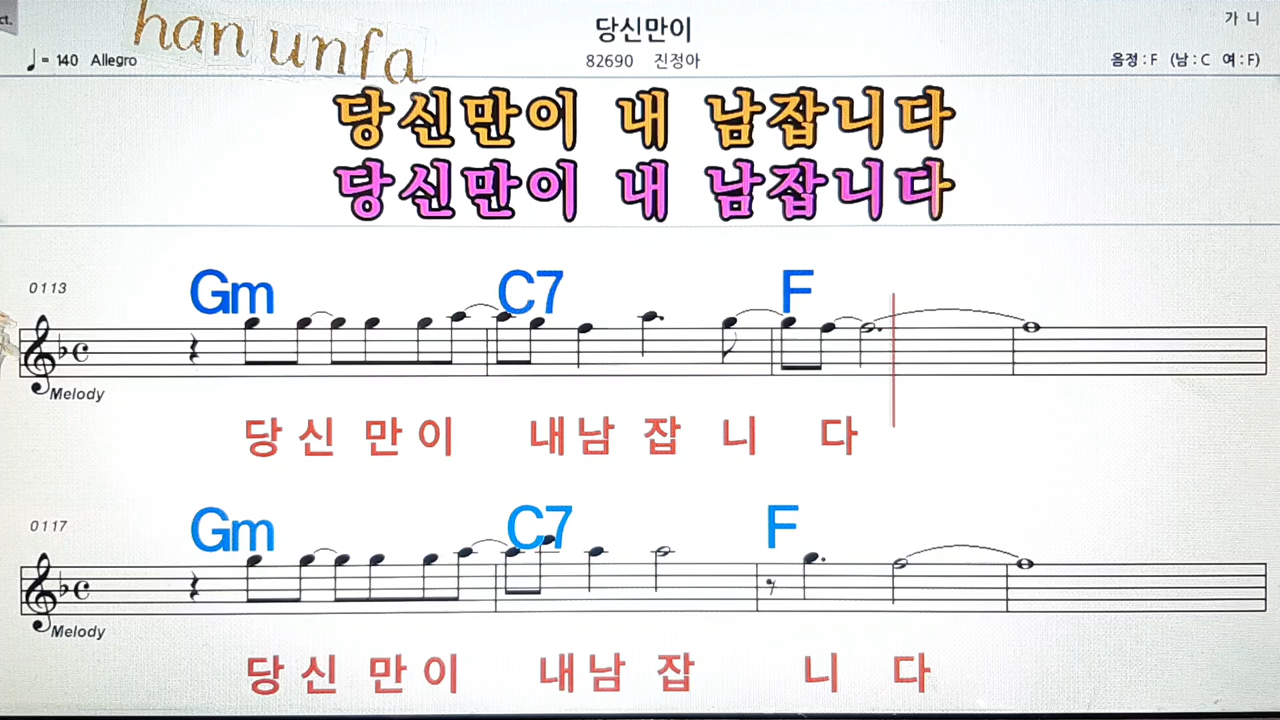 ct.
han unfa
당신만이
가 니
♩= 140 Allegro
82690 진정아
음정 : F (남 : C 여 : F)
당신만이 내 남잡니다
당신만이 내 남잡니다
0113
Gm C7 F
Melody
당 신 만 이 내 남 잡 니 다
0117
Gm C7 F
Melody
당 신 만 이 내 남 잡 니 다